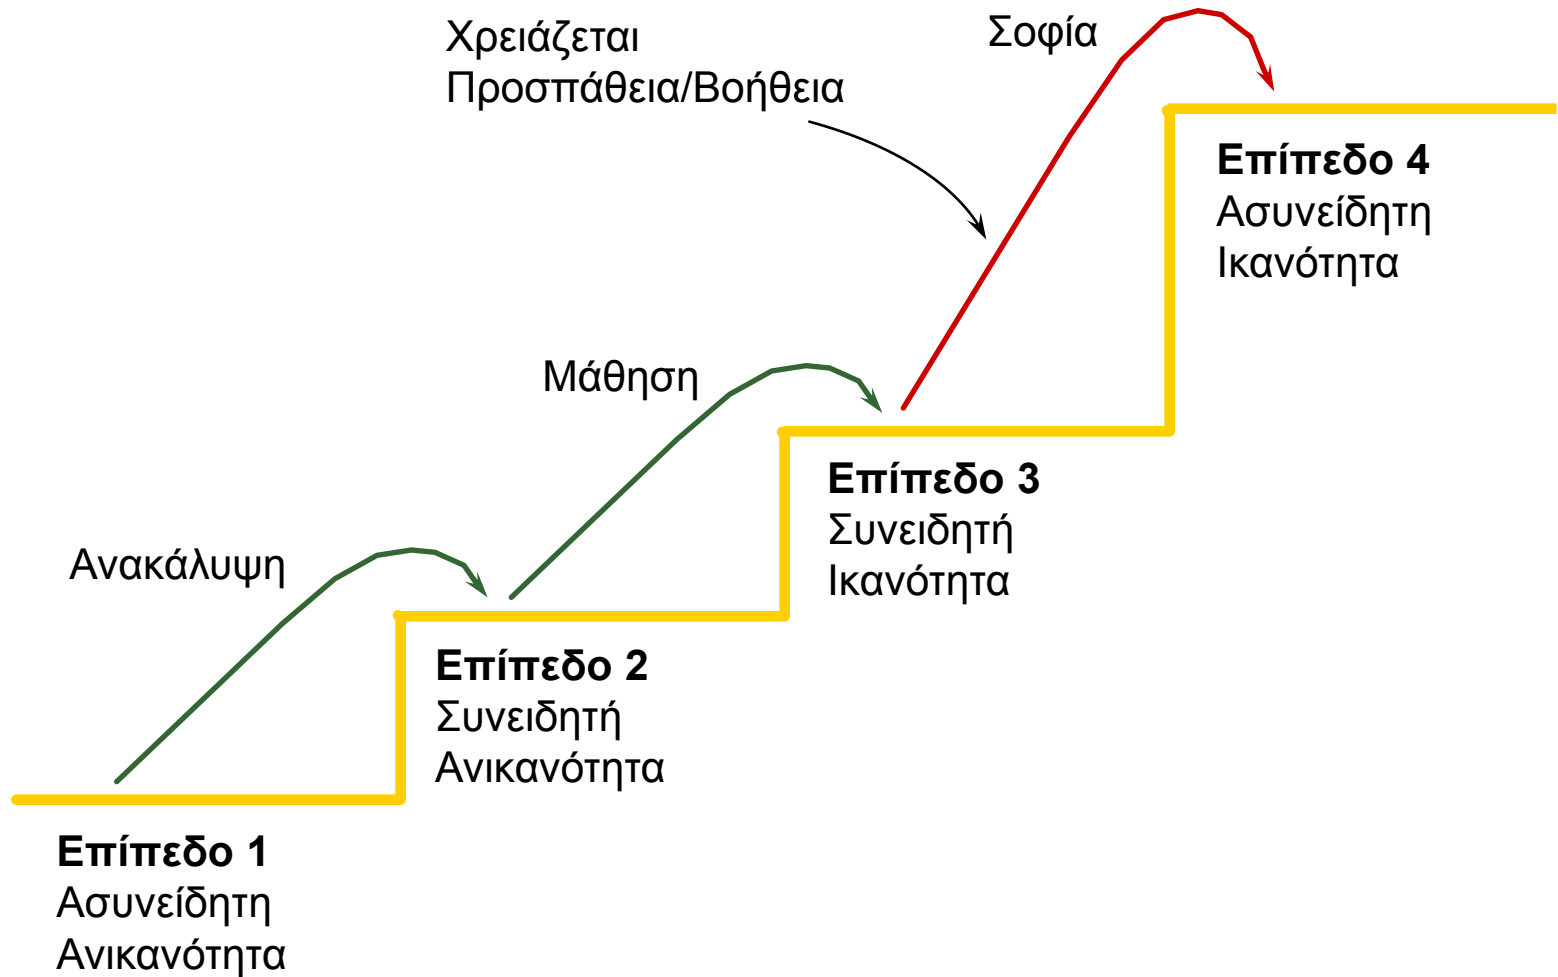 Χρειάζεται
Προσπάθεια/Βοήθεια
Σοφία
Επίπεδο 4
Ασυνείδητη
Ικανότητα
Μάθηση
Επίπεδο 3
Συνειδητή
Ικανότητα
Ανακάλυψη
Επίπεδο 2
Συνειδητή
Ανικανότητα
Επίπεδο 1
Ασυνείδητη
Ανικανότητα